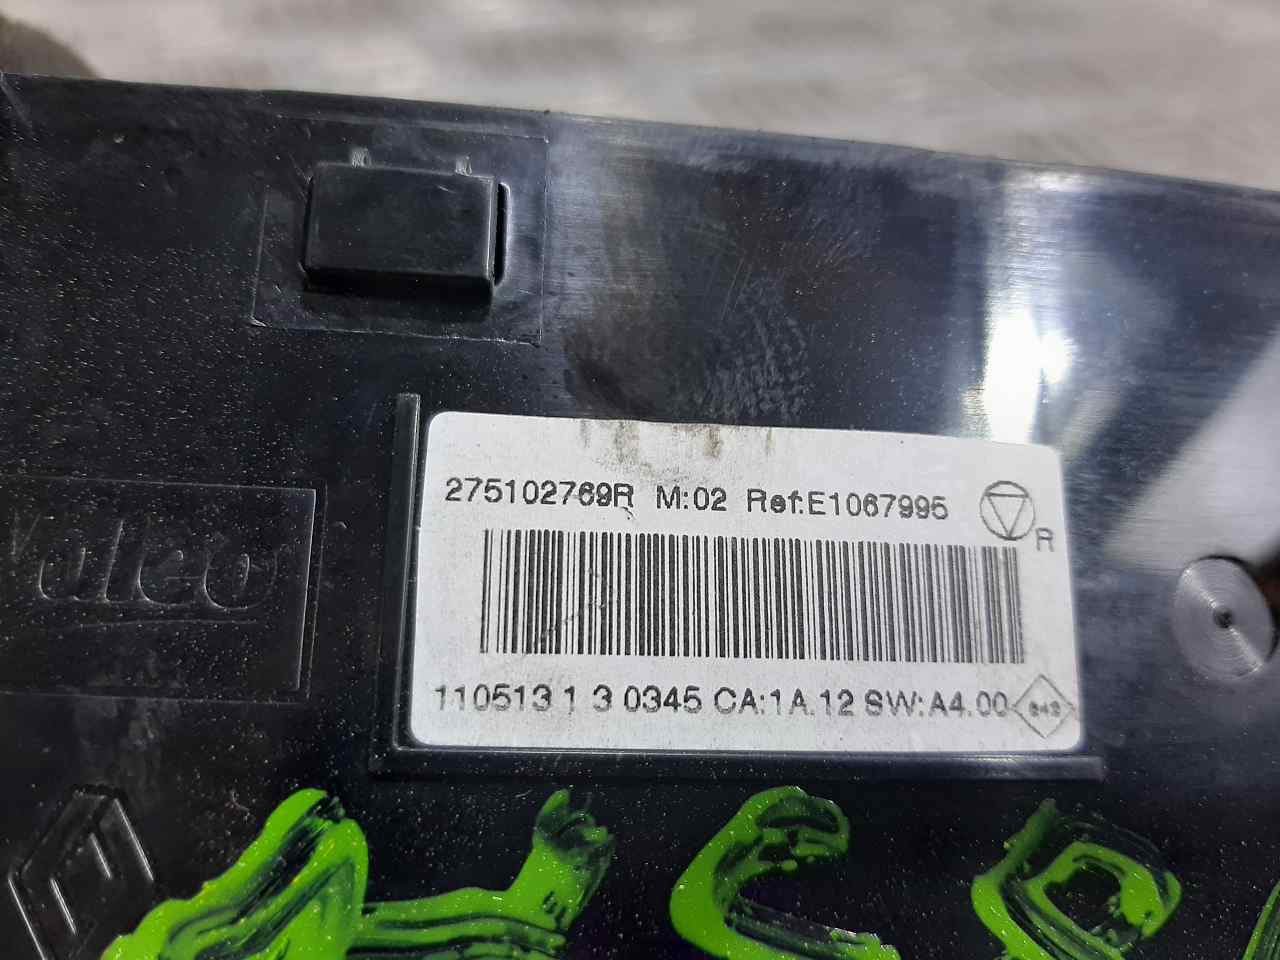 275102769R M:02 Ref.E1067995
R
110513 1 3 0345 CA:1A.12 SW:A4.00
Valeo